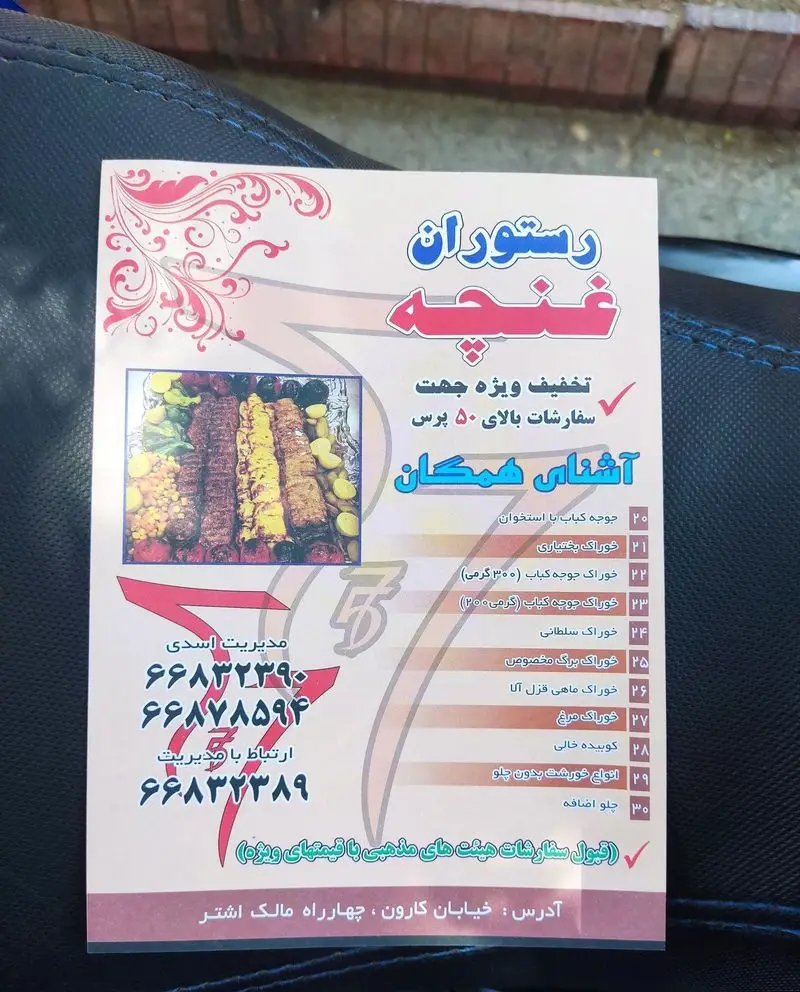 رستوران
غنچه
تخفیف ویژه جهت
سفارشات بالای ۵۰ پرس
آشنای همگان
۲۰ جوجه کباب با استخوان
۲۱ خوراک بختیاری
۲۲ خوراک جوجه کباب (۳۰۰ گرمی)
۲۳ خوراک جوجه کباب (گرمی۲۰۰)
۲۴ خوراک سلطانی
۲۵ خوراک برگ مخصوص
۲۶ خوراک ماهی قزل آلا
۲۷ خوراک مرغ
۲۸ کوبیده خالی
۲۹ انواع خورشت بدون چلو
۳۰ چلو اضافه
مدیریت اسدی
۶۶۸۳۲۳۹۰
۶۶۸۷۸۵۹۴
ارتباط با مدیریت
۶۶۸۳۲۳۸۹
(قبول سفارشات هیئت های مذهبی با قیمتهای ویژه)
آدرس : خیابان کارون ، چهارراه مالک اشتر